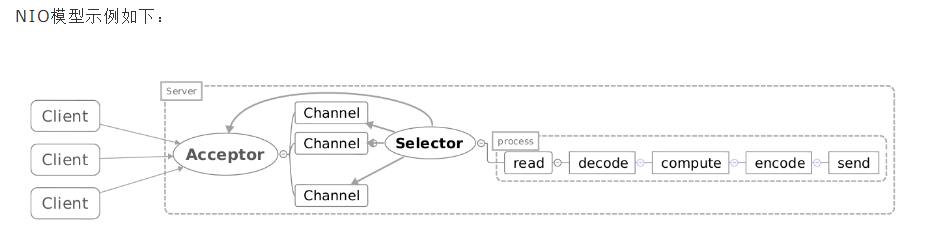 NIO模型示例如下：
Server
Client
Client
Client
Acceptor
Channel
Channel
Channel
Selector
process
read
decode
compute
encode
send